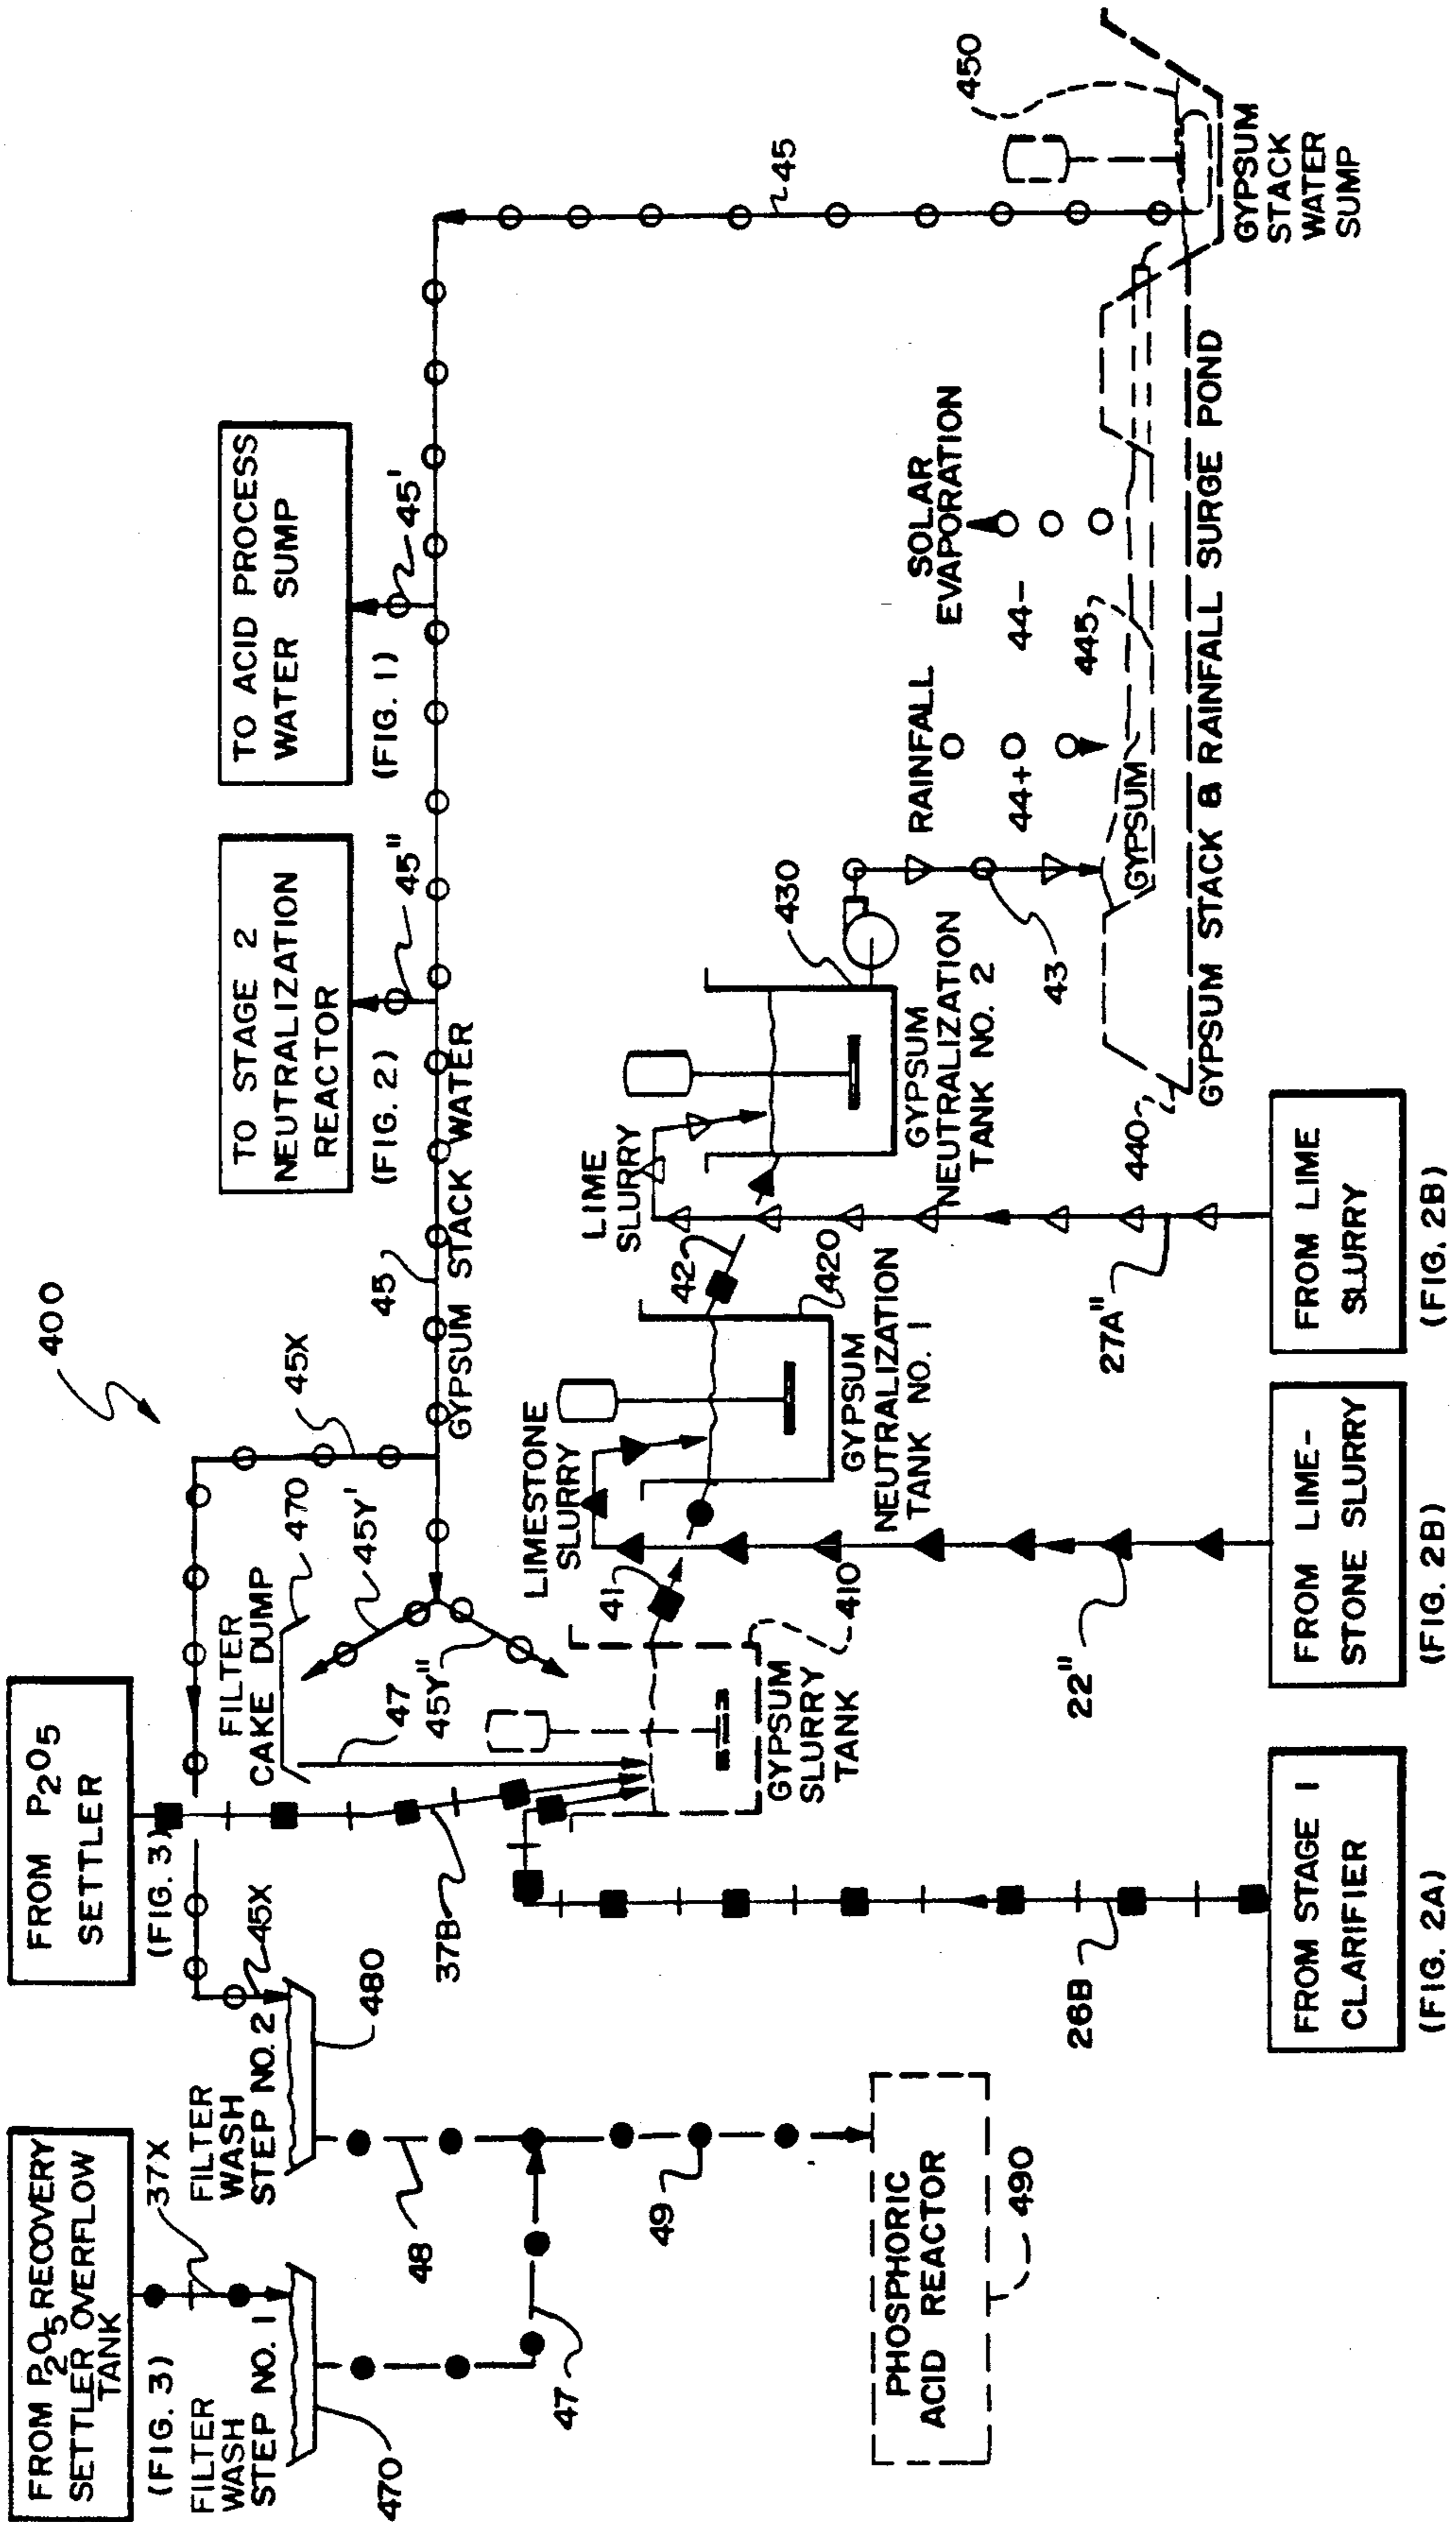 400
FROM P2O5 RECOVERY
SETTLER OVERFLOW
TANK
(FIG. 3)
37X
FILTER
WASH
STEP NO. 1
470
47
FILTER
WASH
STEP NO. 2
45X
480
48
49
PHOSPHORIC
ACID REACTOR
490
FROM P2O5
SETTLER
(FIG. 3)
37B
FILTER
CAKE DUMP
470
47
45Y'
45Y"
45X
45
GYPSUM STACK WATER
TO STAGE 2
NEUTRALIZATION
REACTOR
(FIG. 2)
45"
TO ACID PROCESS
WATER SUMP
(FIG. 1)
45'
45
GYPSUM
SLURRY
TANK
410
41
LIMESTONE
SLURRY
GYPSUM
NEUTRALIZATION
TANK NO. 1
420
42
LIME
SLURRY
GYPSUM
NEUTRALIZATION
TANK NO. 2
430
43
RAINFALL
44+
SOLAR
EVAPORATION
44-
445
GYPSUM
440
GYPSUM STACK & RAINFALL SURGE POND
450
GYPSUM
STACK
WATER
SUMP
26B
FROM STAGE 1
CLARIFIER
(FIG. 2A)
22"
FROM LIME-
STONE SLURRY
(FIG. 2B)
27A"
FROM LIME
SLURRY
(FIG. 2B)